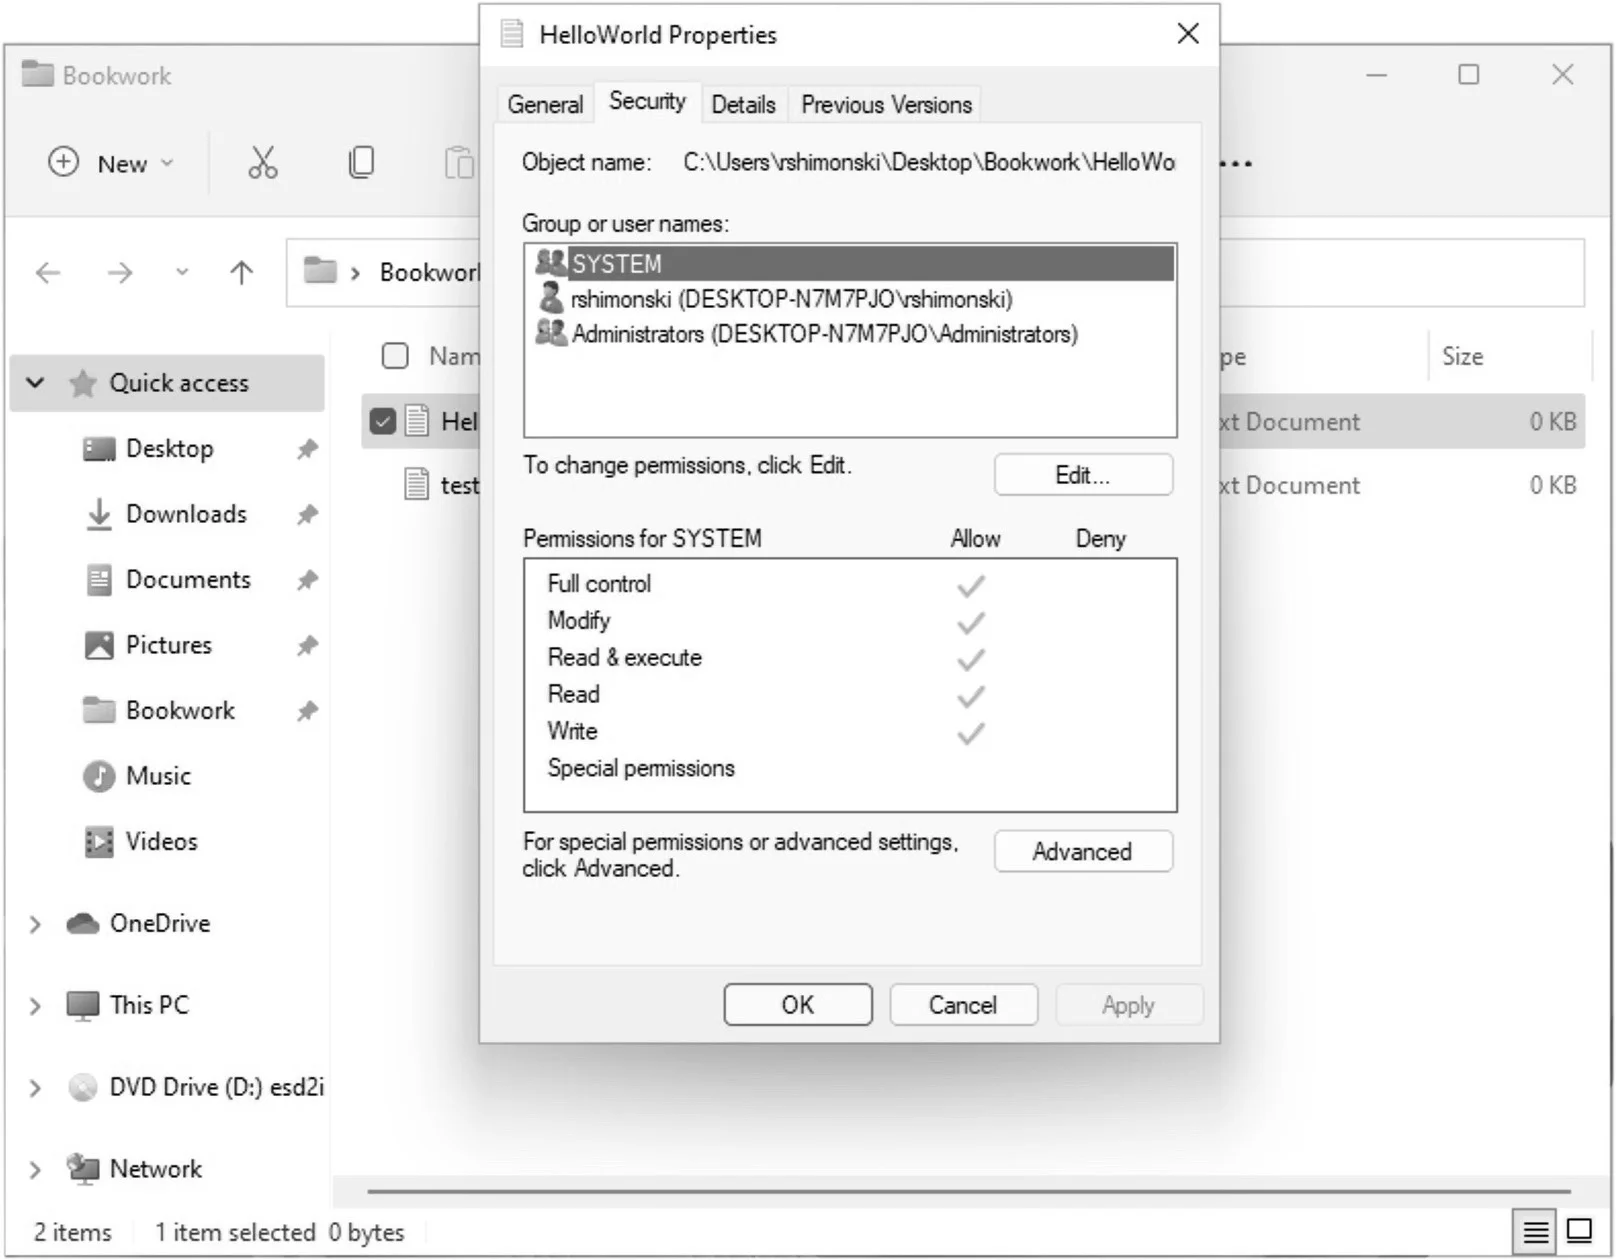 HelloWorld Properties
Bookwork
General Security Details Previous Versions
New
Object name: C:\Users\rshimonski\Desktop\Bookwork\HelloWo
Group or user names:
SYSTEM
rshimonski (DESKTOP-N7M7PJO\rshimonski)
Administrators (DESKTOP-N7M7PJO\Administrators)
To change permissions, click Edit.
Edit...
Permissions for SYSTEM Allow Deny
Full control
Modify
Read & execute
Read
Write
Special permissions
For special permissions or advanced settings,
click Advanced.
Advanced
OK Cancel Apply
> Bookwork
Nam
pe Size
Hel
xt Document 0 KB
test
xt Document 0 KB
Quick access
Desktop
Downloads
Documents
Pictures
Bookwork
Music
Videos
OneDrive
This PC
DVD Drive (D:) esd2i
Network
2 items 1 item selected 0 bytes